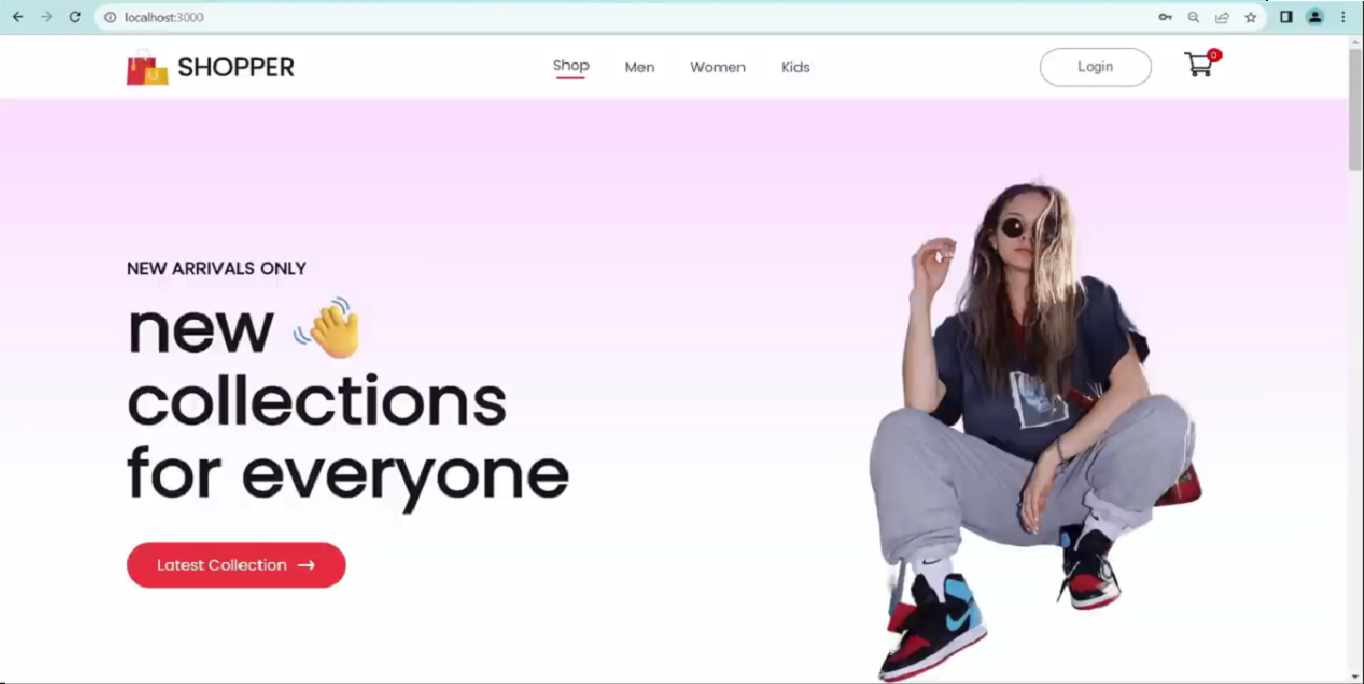 localhost:3000
SHOPPER
Shop
Men
Women
Kids
Login
0
NEW ARRIVALS ONLY
new
collections
for everyone
Latest Collection →